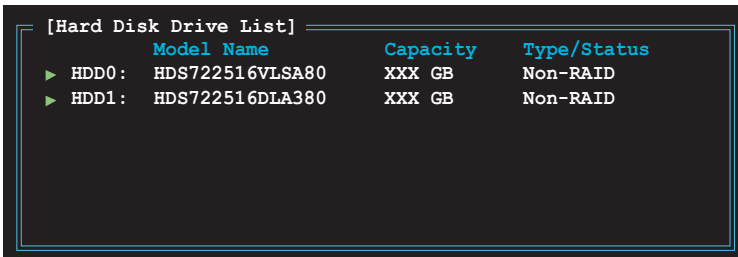 [Hard Disk Drive List]
Model Name Capacity Type/Status
HDD0: HDS722516VLSA80 XXX GB Non-RAID
HDD1: HDS722516DLA380 XXX GB Non-RAID